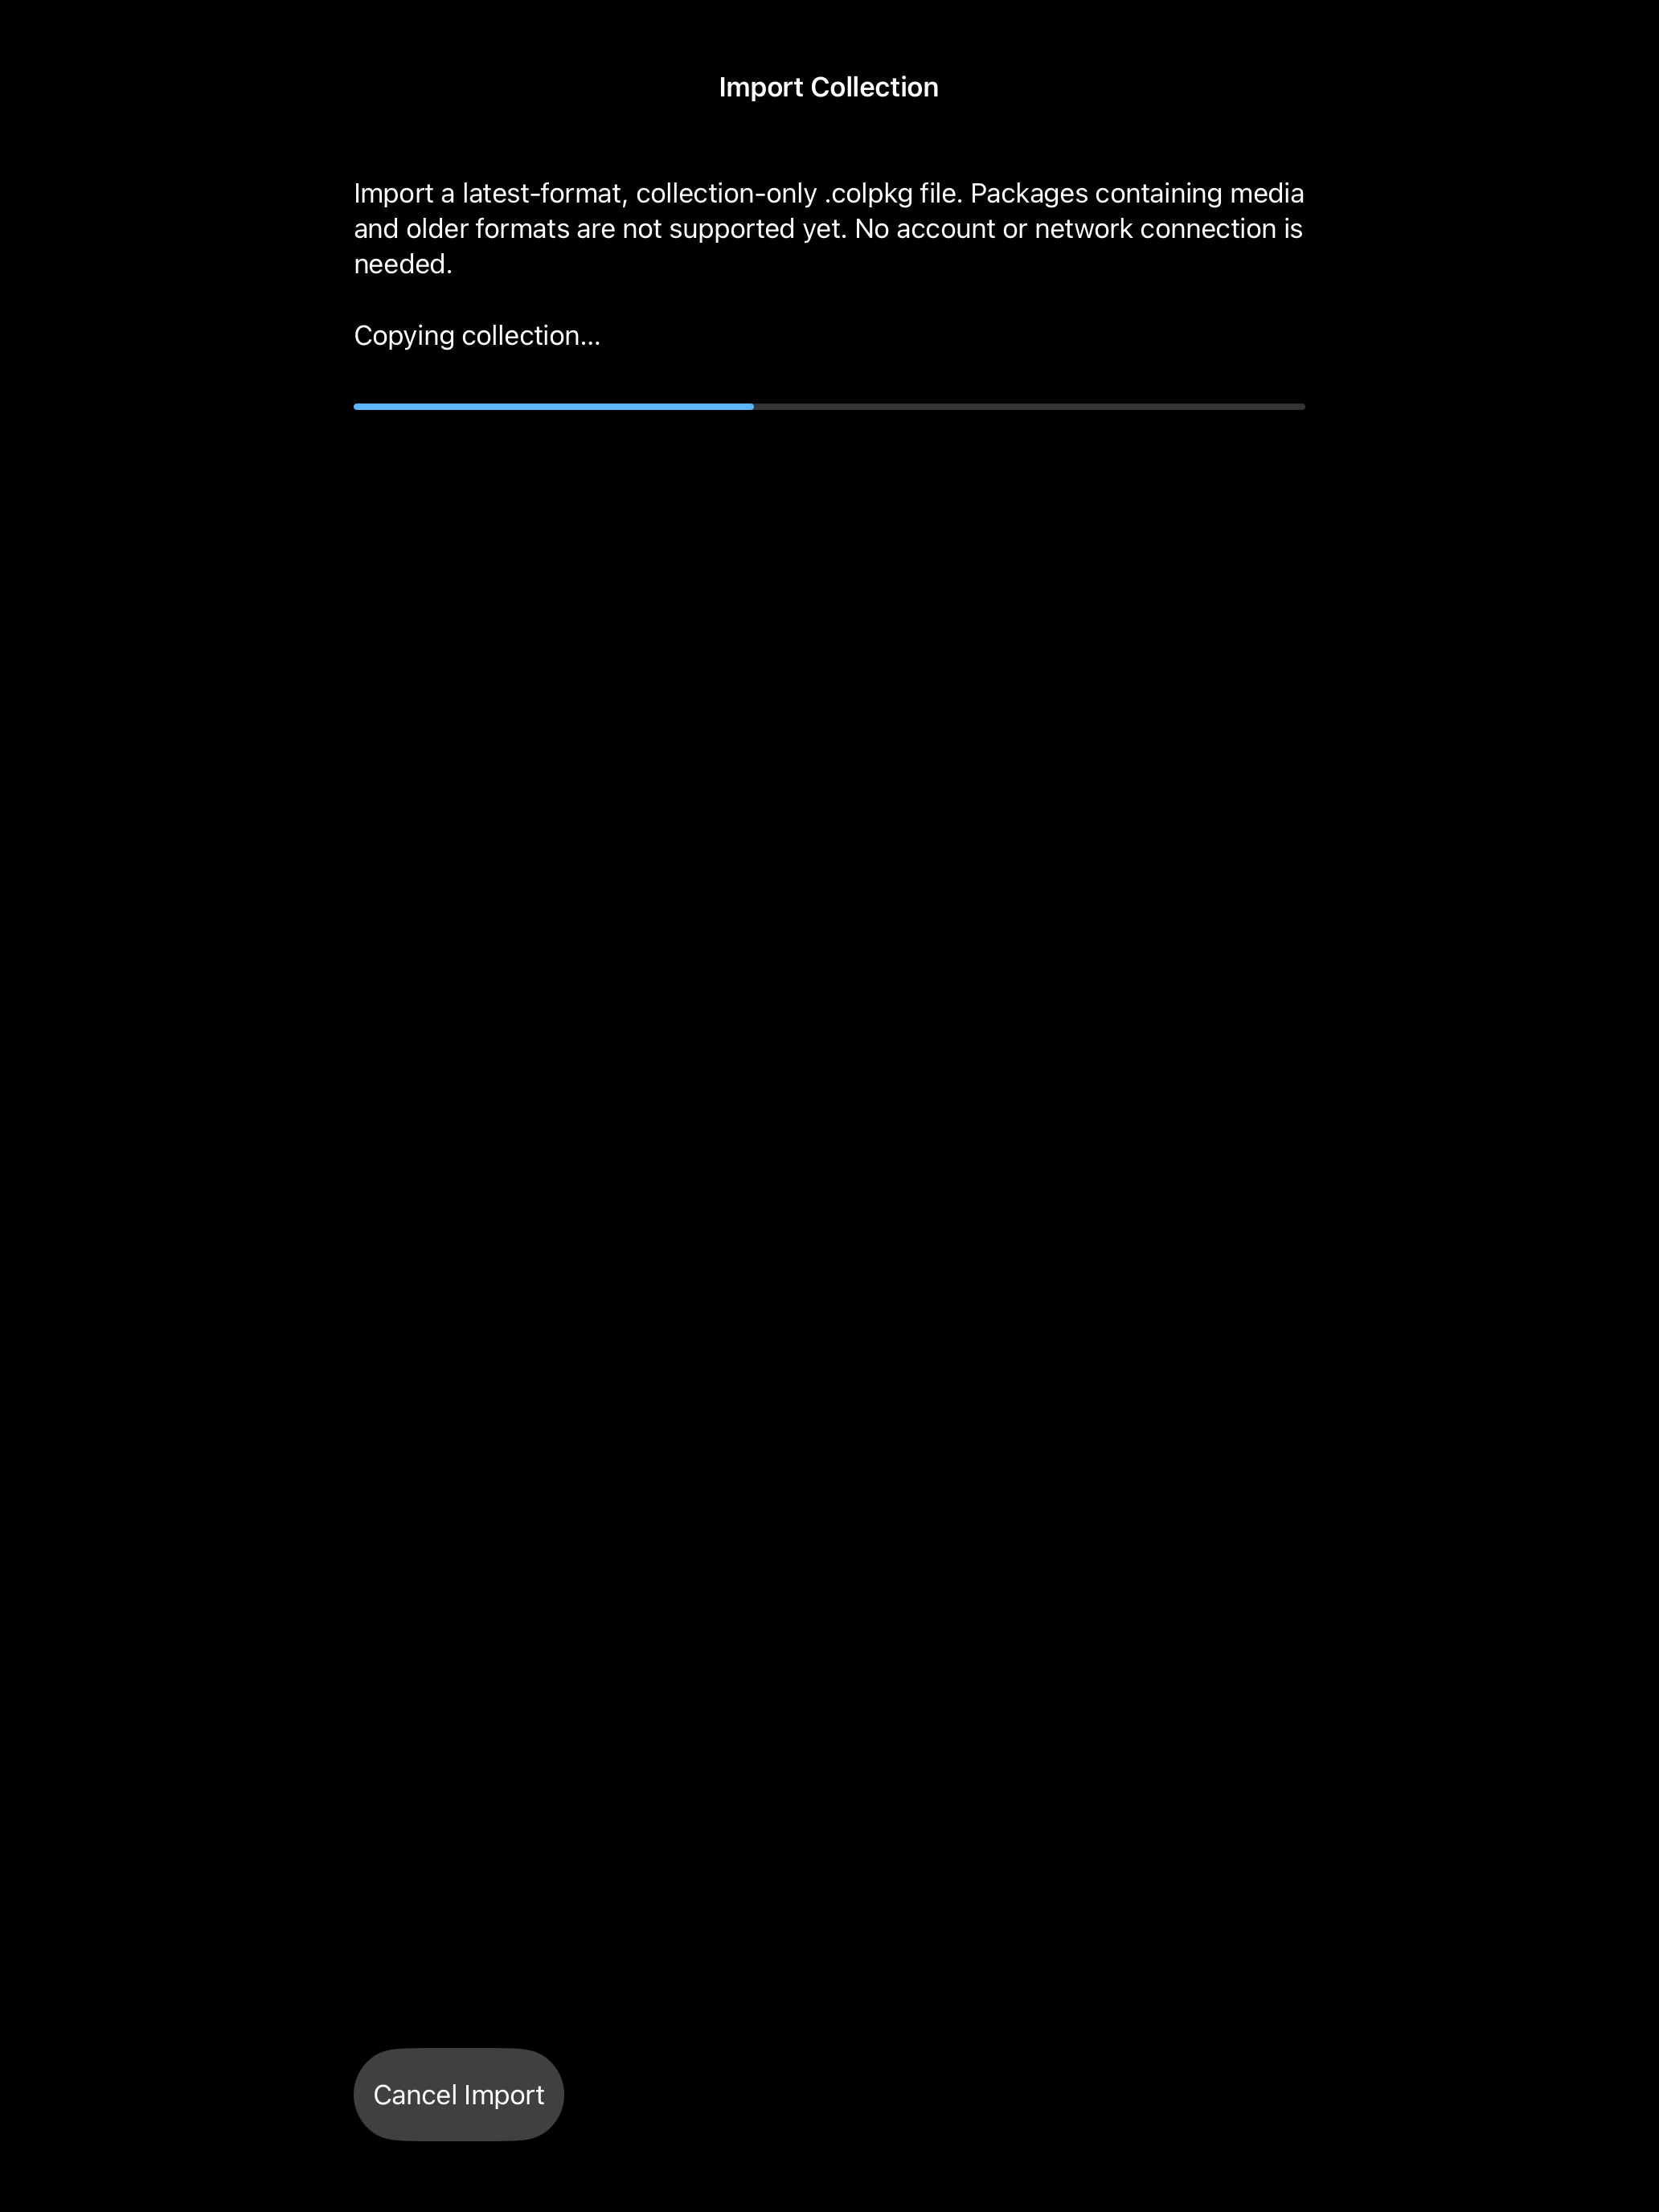 Import Collection
Import a latest-format, collection-only .colpkg file. Packages containing media
and older formats are not supported yet. No account or network connection is
needed.
Copying collection...
Cancel Import